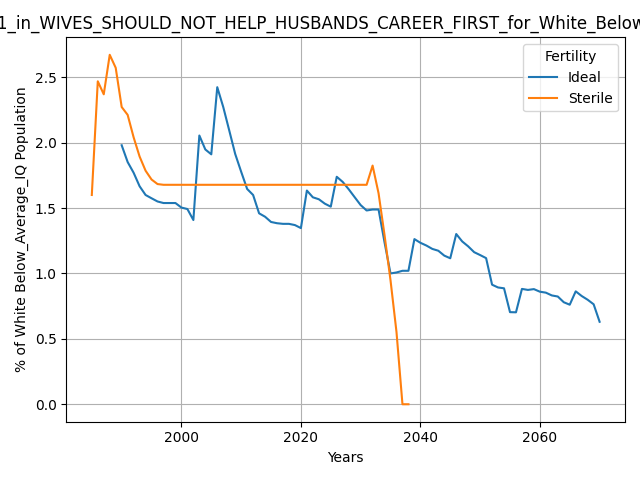 1_in_WIVES_SHOULD_NOT_HELP_HUSBANDS_CAREER_FIRST_for_White_Below
Fertility
Ideal
Sterile
% of White Below_Average_IQ Population
2.5
2.0
1.5
1.0
0.5
0.0
2000 2020 2040 2060
Years